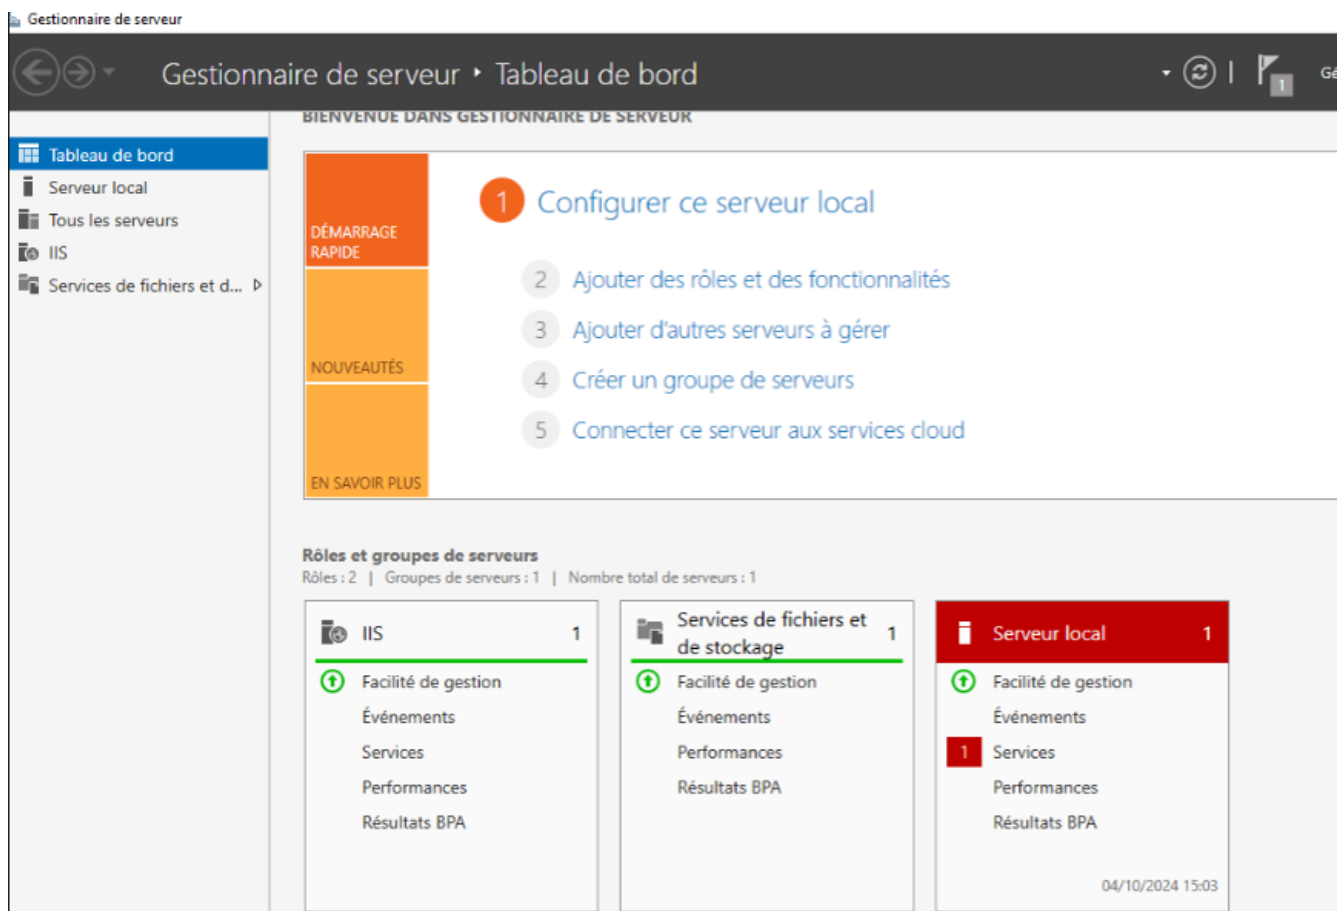 Gestionnaire de serveur
Gestionnaire de serveur • Tableau de bord
1
BIENVENUE DANS GESTIONNAIRE DE SERVEUR
Tableau de bord
Serveur local
Tous les serveurs
IIS
Services de fichiers et d...
DÉMARRAGE
RAPIDE
NOUVEAUTÉS
EN SAVOIR PLUS
1 Configurer ce serveur local
2 Ajouter des rôles et des fonctionnalités
3 Ajouter d'autres serveurs à gérer
4 Créer un groupe de serveurs
5 Connecter ce serveur aux services cloud
Rôles et groupes de serveurs
Rôles : 2 | Groupes de serveurs : 1 | Nombre total de serveurs : 1
IIS 1
Facilité de gestion
Événements
Services
Performances
Résultats BPA
Services de fichiers et
de stockage 1
Facilité de gestion
Événements
Performances
Résultats BPA
Serveur local 1
Facilité de gestion
Événements
1 Services
Performances
Résultats BPA
04/10/2024 15:03